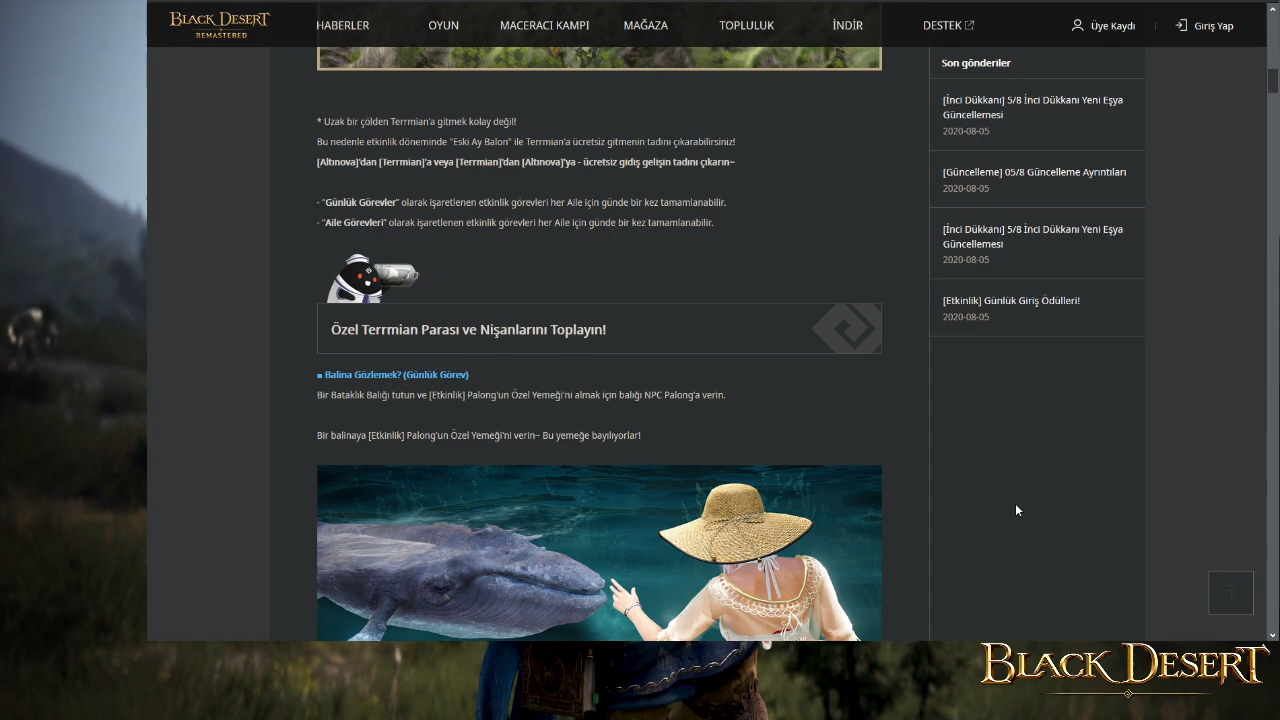 BLACK DESERT
REMASTERED
HABERLER
OYUN
MACERACI KAMPI
MAĞAZA
TOPLULUK
İNDİR
DESTEK
Üye Kaydı
Giriş Yap
* Uzak bir çölden Terrmian'a gitmek kolay değil!
Bu nedenle etkinlik döneminde "Eski Ay Balon" ile Terrmian'a ücretsiz gitmenin tadını çıkarabilirsiniz!
[Altınova]'dan [Terrmian]'a veya [Terrmian]'dan [Altınova]'ya - ücretsiz gidiş gelişin tadını çıkarın~
- "Günlük Görevler" olarak işaretlenen etkinlik görevleri her Aile için günde bir kez tamamlanabilir.
- "Aile Görevleri" olarak işaretlenen etkinlik görevleri her Aile için günde bir kez tamamlanabilir.
Özel Terrmian Parası ve Nişanlarını Toplayın!
■ Balina Gözlemek? (Günlük Görev)
Bir Bataklık Balığı tutun ve [Etkinlik] Palong'un Özel Yemeği'ni almak için balığı NPC Palong'a verin.
Bir balinaya [Etkinlik] Palong'un Özel Yemeği'ni verin~ Bu yemeğe bayılıyorlar!
Son gönderiler
[İnci Dükkanı] 5/8 İnci Dükkanı Yeni Eşya
Güncellemesi
2020-08-05
[Güncelleme] 05/8 Güncelleme Ayrıntıları
2020-08-05
[İnci Dükkanı] 5/8 İnci Dükkanı Yeni Eşya
Güncellemesi
2020-08-05
[Etkinlik] Günlük Giriş Ödülleri!
2020-08-05
BLACK DESERT